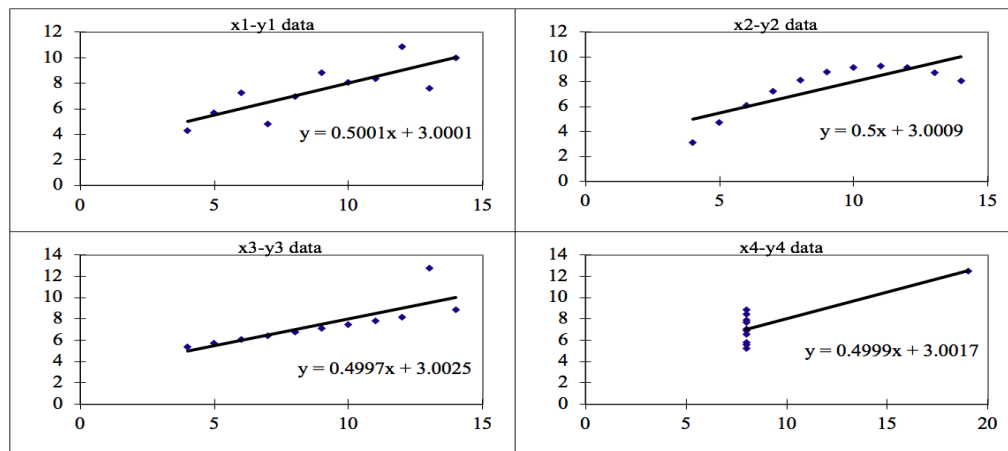 x1-y1 data
12
10
8
6
4
2
0
0 5 10 15
y = 0.5001x + 3.0001
x2-y2 data
12
10
8
6
4
2
0
0 5 10 15
y = 0.5x + 3.0009
x3-y3 data
14
12
10
8
6
4
2
0
0 5 10 15
y = 0.4997x + 3.0025
x4-y4 data
14
12
10
8
6
4
2
0
0 5 10 15 20
y = 0.4999x + 3.0017